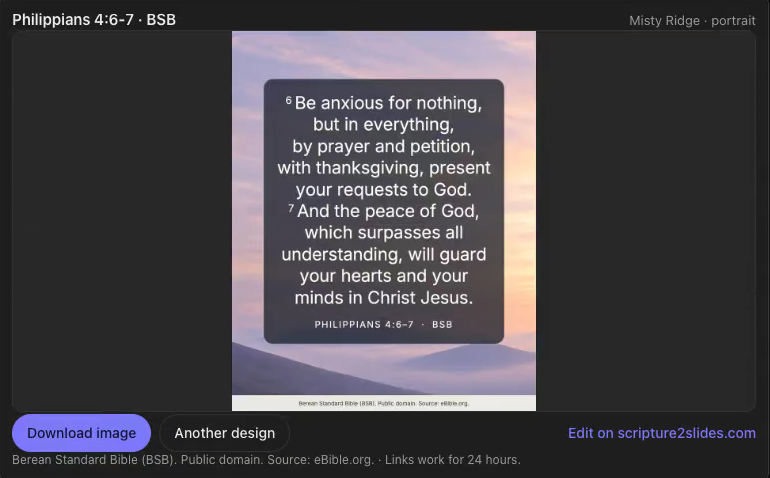 Philippians 4:6-7 · BSB
Misty Ridge · portrait
6 Be anxious for nothing,
but in everything,
by prayer and petition,
with thanksgiving, present
your requests to God.
7 And the peace of God,
which surpasses all
understanding, will guard
your hearts and your
minds in Christ Jesus.
PHILIPPIANS 4:6–7 · BSB
Berean Standard Bible (BSB). Public domain. Source: eBible.org.
Download image
Another design
Edit on scripture2slides.com
Berean Standard Bible (BSB). Public domain. Source: eBible.org. · Links work for 24 hours.